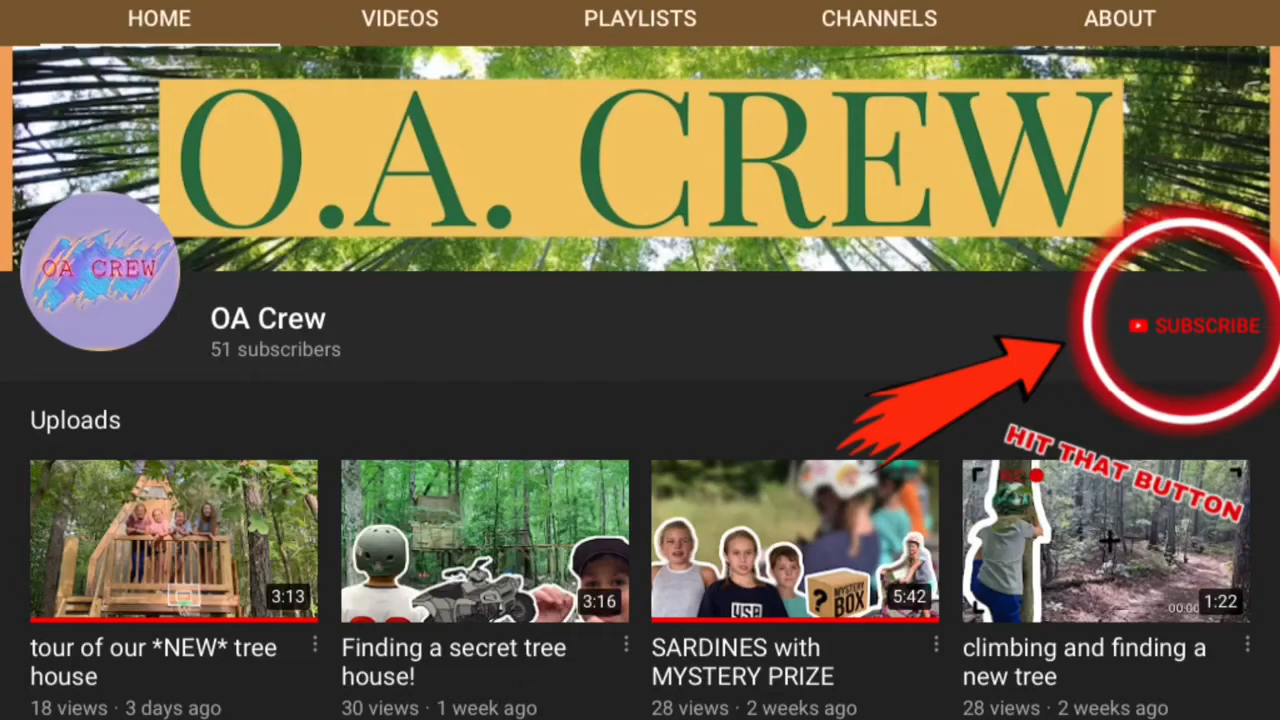 HOME VIDEOS PLAYLISTS CHANNELS ABOUT
O.A. CREW
OA CREW
OA Crew
51 subscribers
SUBSCRIBE
Uploads
HIT THAT BUTTON
3:13
3:16
MYSTERY
BOX
?
5:42
1:22
tour of our *NEW* tree
house
18 views · 3 days ago
Finding a secret tree
house!
30 views · 1 week ago
SARDINES with
MYSTERY PRIZE
28 views · 2 weeks ago
climbing and finding a
new tree
28 views · 2 weeks ago